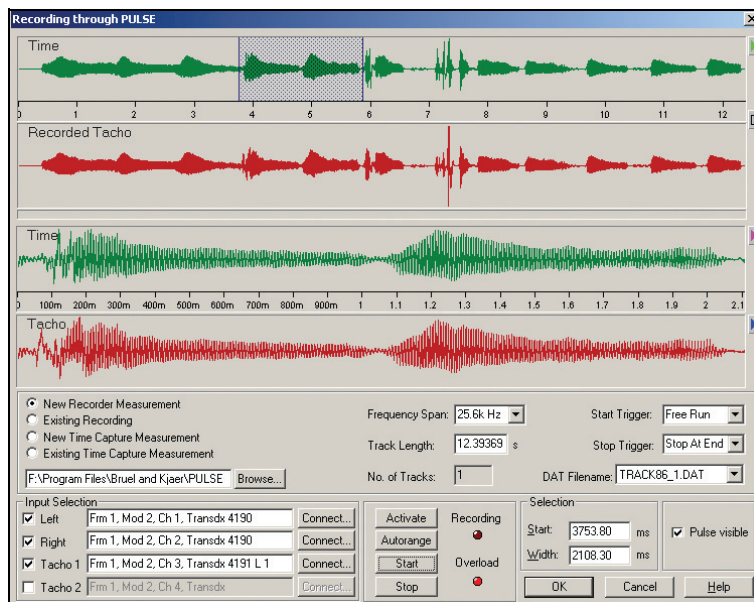 Recording through PULSE
Time
0 1 2 3 4 5 6 7 8 9 10 11 12
Recorded Tacho
Time
0 100m 200m 300m 400m 500m 600m 700m 800m 900m 1 1.1 1.2 1.3 1.4 1.5 1.6 1.7 1.8 1.9 2 2.1
Tacho
New Recorder Measurement
Existing Recording
New Time Capture Measurement
Existing Time Capture Measurement
F:\Program Files\Bruel and Kjaer\PULSE Browse...
Frequency Span: 25.6k Hz Start Trigger: Free Run
Track Length: 12.39369 s Stop Trigger: Stop At End
No. of Tracks: 1 DAT Filename: TRACK86_1.DAT
Input Selection
Left Frm 1, Mod 2, Ch 1, Transdx 4190 Connect...
Right Frm 1, Mod 2, Ch 2, Transdx 4190 Connect...
Tacho 1 Frm 1, Mod 2, Ch 3, Transdx 4191 L 1 Connect...
Tacho 2 Frm 1, Mod 2, Ch 4, Transdx Connect...
Activate Recording
Autorange
Start Overload
Stop
Selection
Start: 3753.80 ms
Width: 2108.30 ms
Pulse visible
OK Cancel Help